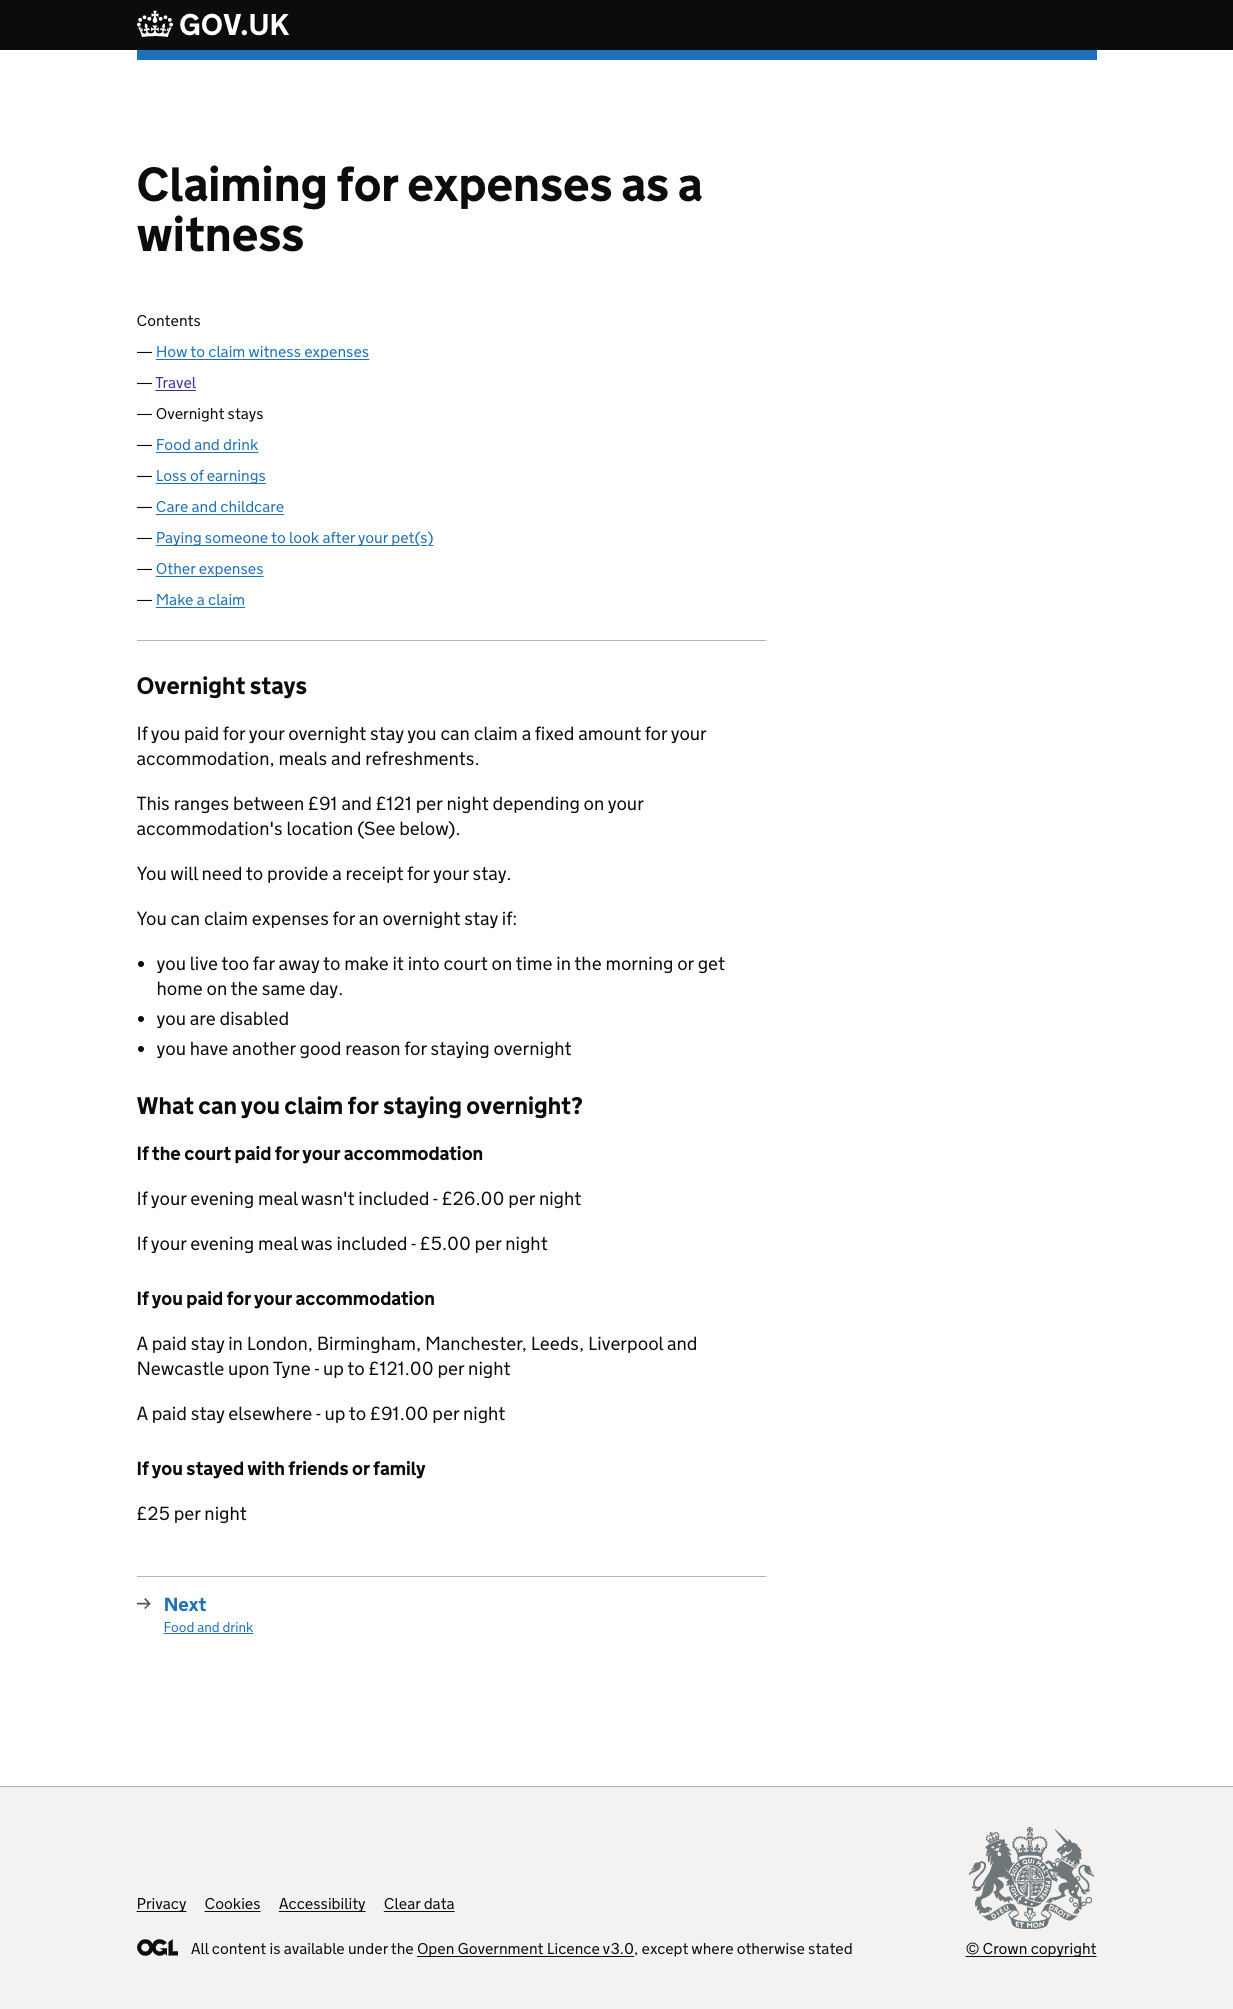 GOV.UK
Claiming for expenses as a
witness
Contents
— How to claim witness expenses
— Travel
— Overnight stays
— Food and drink
— Loss of earnings
— Care and childcare
— Paying someone to look after your pet(s)
— Other expenses
— Make a claim
Overnight stays
If you paid for your overnight stay you can claim a fixed amount for your
accommodation, meals and refreshments.
This ranges between £91 and £121 per night depending on your
accommodation's location (See below).
You will need to provide a receipt for your stay.
You can claim expenses for an overnight stay if:
• you live too far away to make it into court on time in the morning or get
home on the same day.
• you are disabled
• you have another good reason for staying overnight
What can you claim for staying overnight?
If the court paid for your accommodation
If your evening meal wasn't included - £26.00 per night
If your evening meal was included - £5.00 per night
If you paid for your accommodation
A paid stay in London, Birmingham, Manchester, Leeds, Liverpool and
Newcastle upon Tyne - up to £121.00 per night
A paid stay elsewhere - up to £91.00 per night
If you stayed with friends or family
£25 per night
→ Next
Food and drink
Privacy Cookies Accessibility Clear data
OGL All content is available under the Open Government Licence v3.0, except where otherwise stated
DIEU ET MON DROIT
© Crown copyright